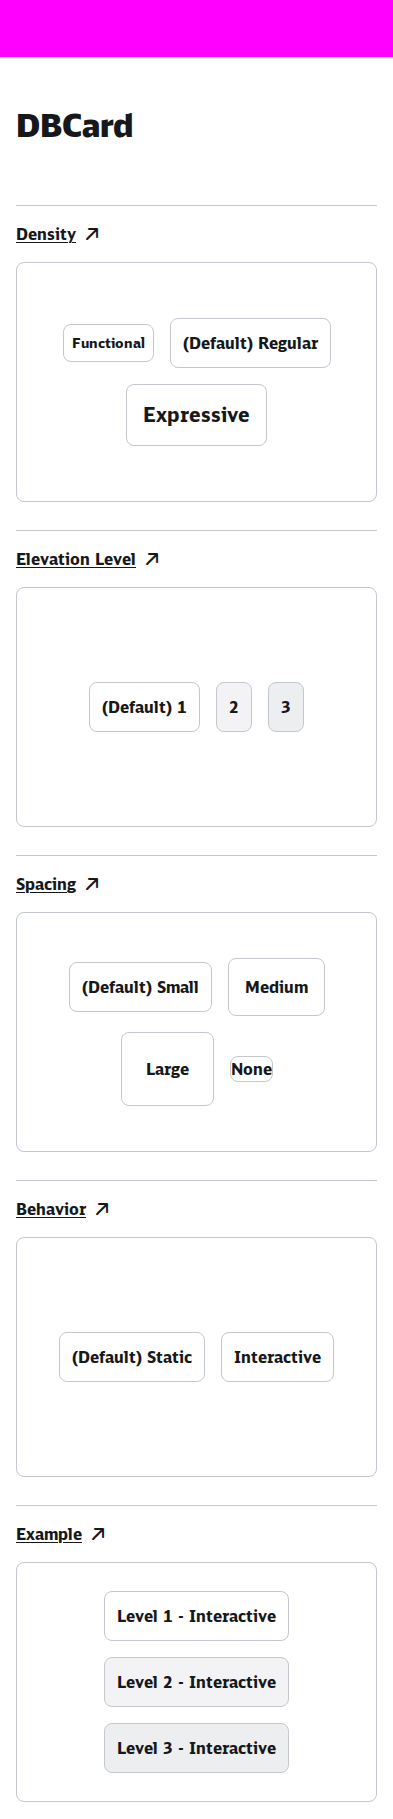 DBCard
Density
Functional
(Default) Regular
Expressive
Elevation Level
(Default) 1
2
3
Spacing
(Default) Small
Medium
Large
None
Behavior
(Default) Static
Interactive
Example
Level 1 - Interactive
Level 2 - Interactive
Level 3 - Interactive